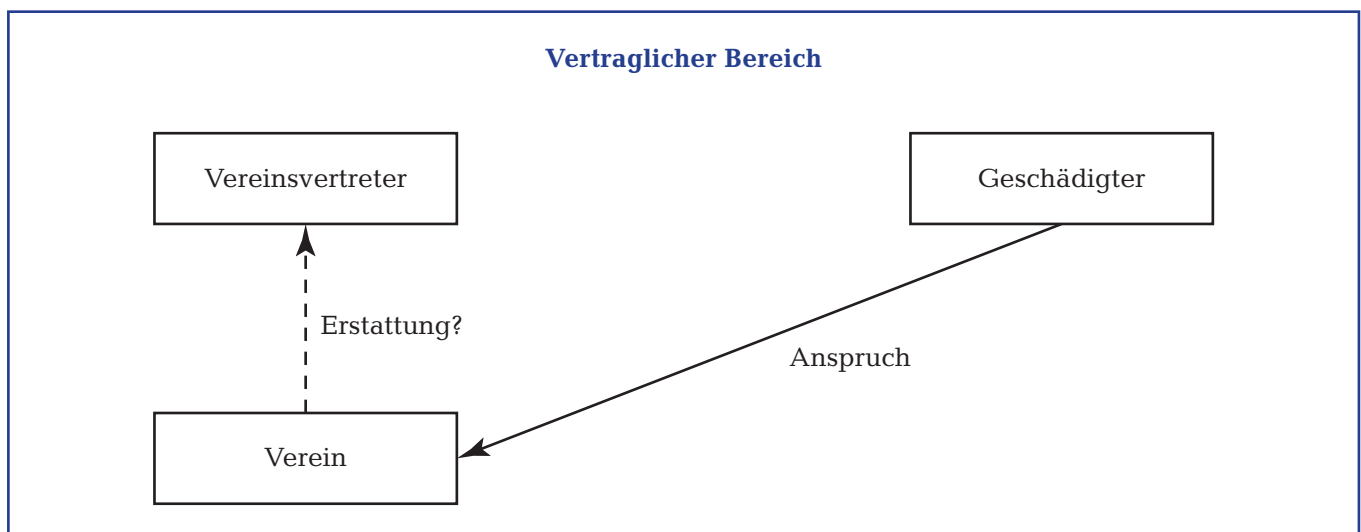 Vertraglicher Bereich
Vereinsvertreter
Geschädigter
Erstattung?
Anspruch
Verein